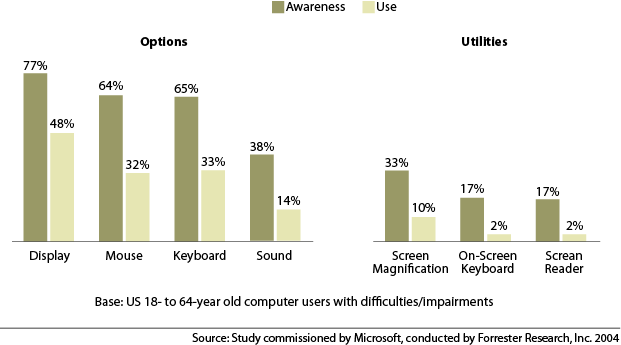 Awareness Use
Options
Utilities
77%
48%
64%
32%
65%
33%
38%
14%
33%
10%
17%
2%
17%
2%
Display
Mouse
Keyboard
Sound
Screen
Magnification
On-Screen
Keyboard
Screan
Reader
Base: US 18- to 64-year old computer users with difficulties/impairments
Source: Study commissioned by Microsoft, conducted by Forrester Research, Inc. 2004